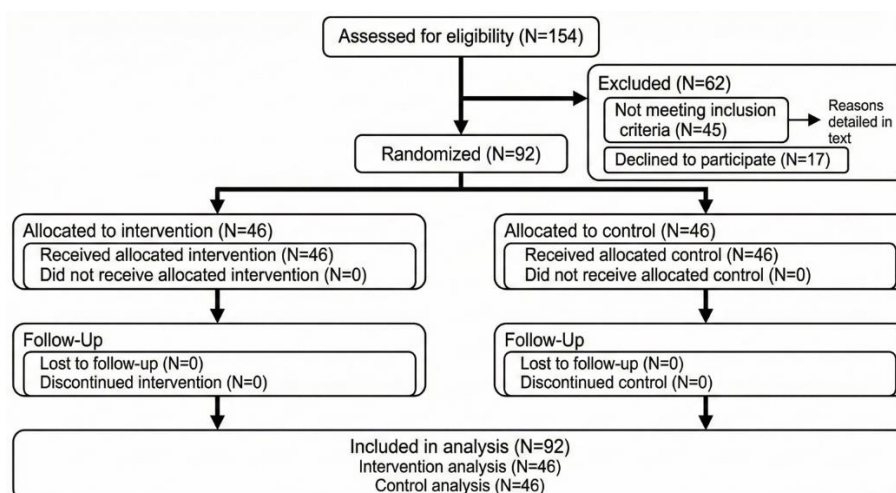 Assessed for eligibility (N=154)
Excluded (N=62)
Not meeting inclusion
criteria (N=45)
Reasons
detailed in
text
Declined to participate (N=17)
Randomized (N=92)
Allocated to intervention (N=46)
Received allocated intervention (N=46)
Did not receive allocated intervention (N=0)
Allocated to control (N=46)
Received allocated control (N=46)
Did not receive allocated control (N=0)
Follow-Up
Lost to follow-up (N=0)
Discontinued intervention (N=0)
Follow-Up
Lost to follow-up (N=0)
Discontinued control (N=0)
Included in analysis (N=92)
Intervention analysis (N=46)
Control analysis (N=46)